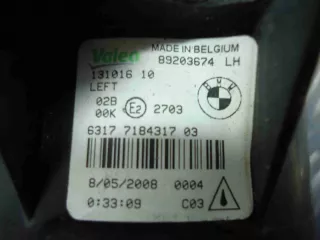 Valeo MADE IN BELGIUM
89203674 LH
131016 10
LEFT
02B
00K E2 2703
6317 7184317 03
8/05/2008 0004
0:33:09 C03